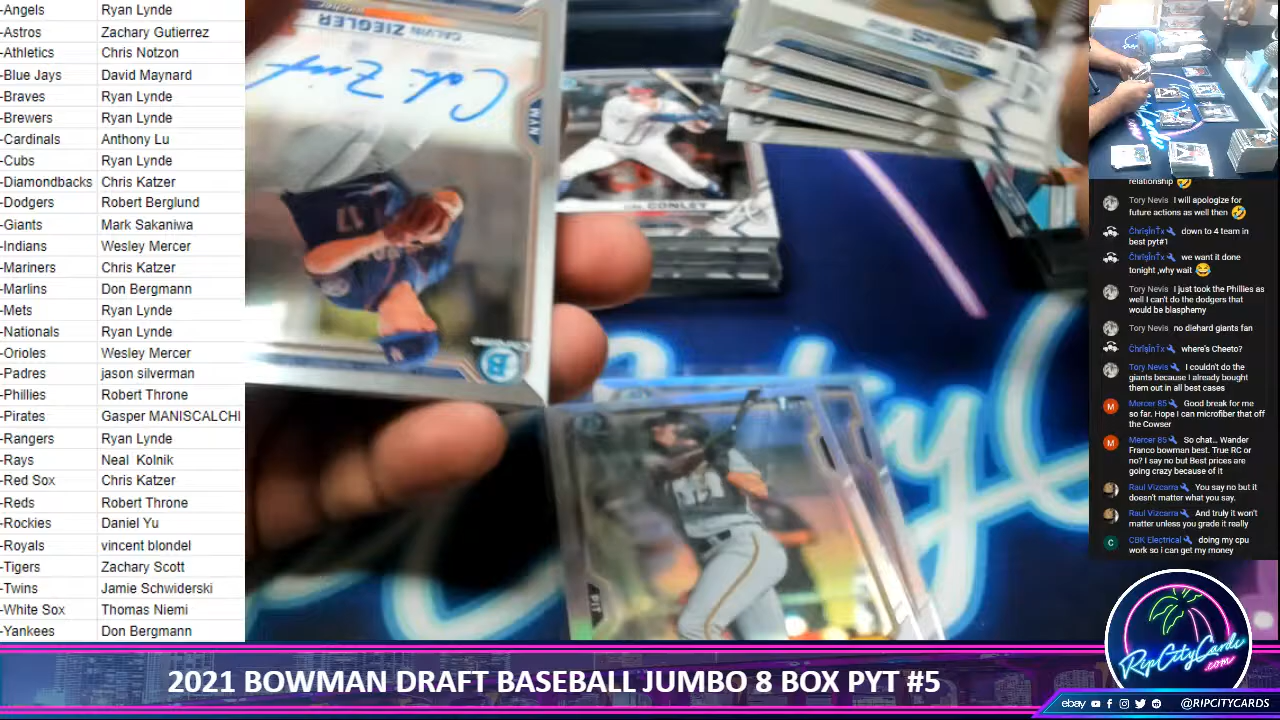 -Angels Ryan Lynde
-Astros Zachary Gutierrez
-Athletics Chris Notzon
-Blue Jays David Maynard
-Braves Ryan Lynde
-Brewers Ryan Lynde
-Cardinals Anthony Lu
-Cubs Ryan Lynde
-Diamondbacks Chris Katzer
-Dodgers Robert Berglund
-Giants Mark Sakaniwa
-Indians Wesley Mercer
-Mariners Chris Katzer
-Marlins Don Bergmann
-Mets Ryan Lynde
-Nationals Ryan Lynde
-Orioles Wesley Mercer
-Padres jason silverman
-Phillies Robert Throne
-Pirates Gasper MANISCALCHI
-Rangers Ryan Lynde
-Rays Neal Kolnik
-Red Sox Chris Katzer
-Reds Robert Throne
-Rockies Daniel Yu
-Royals vincent blondel
-Tigers Zachary Scott
-Twins Jamie Schwiderski
-White Sox Thomas Niemi
-Yankees Don Bergmann
CALVIN ZIEGLER
NYM
17
CONLEY
PIT
relationship 🤣
Tory Nevis I will apologize for
future actions as well then 🤣
ČhrîşÎnŤx down to 4 team in
best pyt#1
ČhrîşÎnŤx we want it done
tonight ,why wait 😂
Tory Nevis I just took the Phillies as
well I can't do the dodgers that
would be blasphemy
Tory Nevis no diehard giants fan
ČhrîşÎnŤx where's Cheeto?
Tory Nevis I couldn't do the
giants because I already bought
them out in all best cases
M Mercer 85 Good break for me
so far. Hope I can microfiber that off
the Cowser
M Mercer 85 So chat... Wander
Franco bowman best. True RC or
no? I say no but Best prices are
going crazy because of it
Raul Vizcarra You say no but it
doesn't matter what you say.
Raul Vizcarra And truly it won't
matter unless you grade it really
C CBK Electrical doing my cpu
work so i can get my money
RipCityCards
.com
2021 BOWMAN DRAFT BASEBALL JUMBO 8 BOX PYT #5
ebay @RIPCITYCARDS